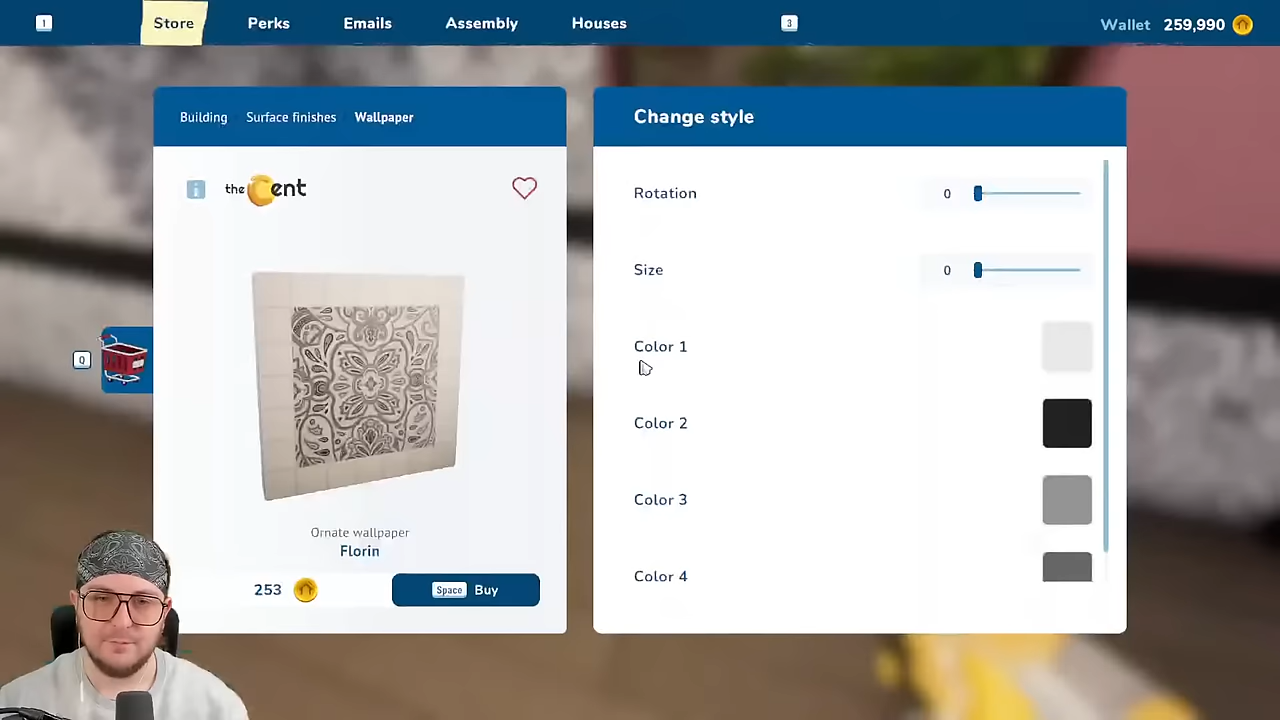 1
Store
Perks
Emails
Assembly
Houses
3
Wallet 259,990
Building
Surface finishes
Wallpaper
the Cent
Q
Ornate wallpaper
Florin
253
Space Buy
Change style
Rotation
0
Size
0
Color 1
Color 2
Color 3
Color 4